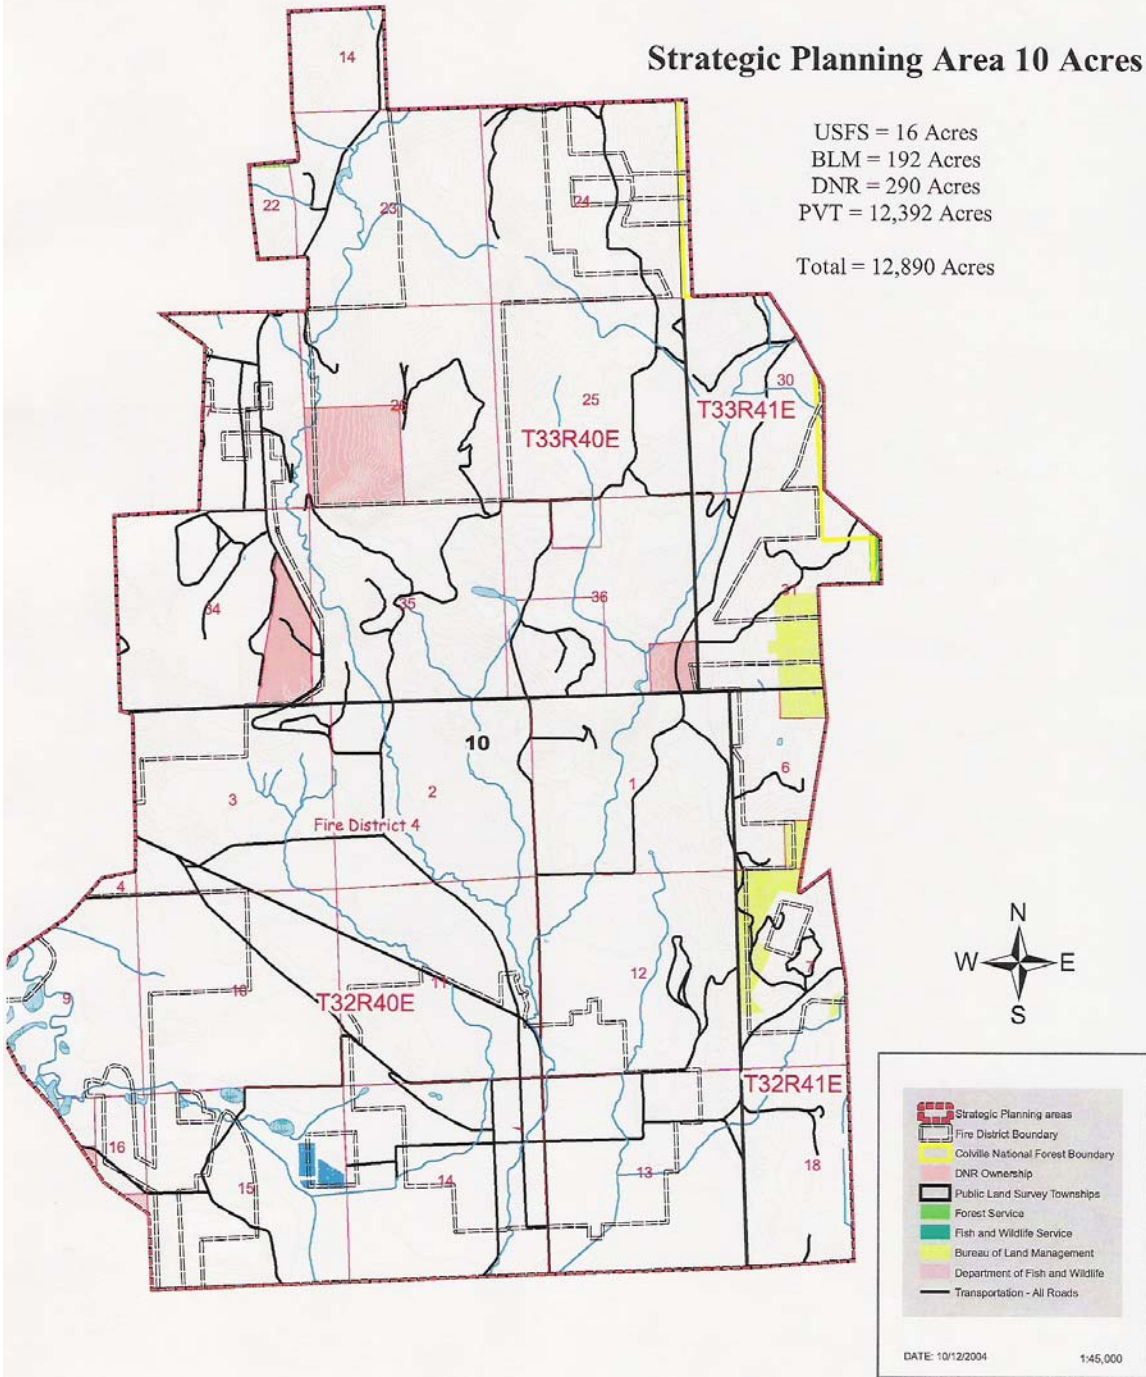 Strategic Planning Area 10 Acres
USFS = 16 Acres
BLM = 192 Acres
DNR = 290 Acres
PVT = 12,392 Acres
Total = 12,890 Acres
14
22
23
24
30
25
T33R41E
T33R40E
34
35
36
31
10
6
3
2
1
Fire District 4
4
9
12
7
11
T32R40E
T32R41E
16
15
14
13
18
N
W
E
S
Strategic Planning areas
Fire District Boundary
Colville National Forest Boundary
DNR Ownership
Public Land Survey Townships
Forest Service
Fish and Wildlife Service
Bureau of Land Management
Department of Fish and Wildlife
Transportation - All Roads
DATE: 10/12/2004
1:45,000